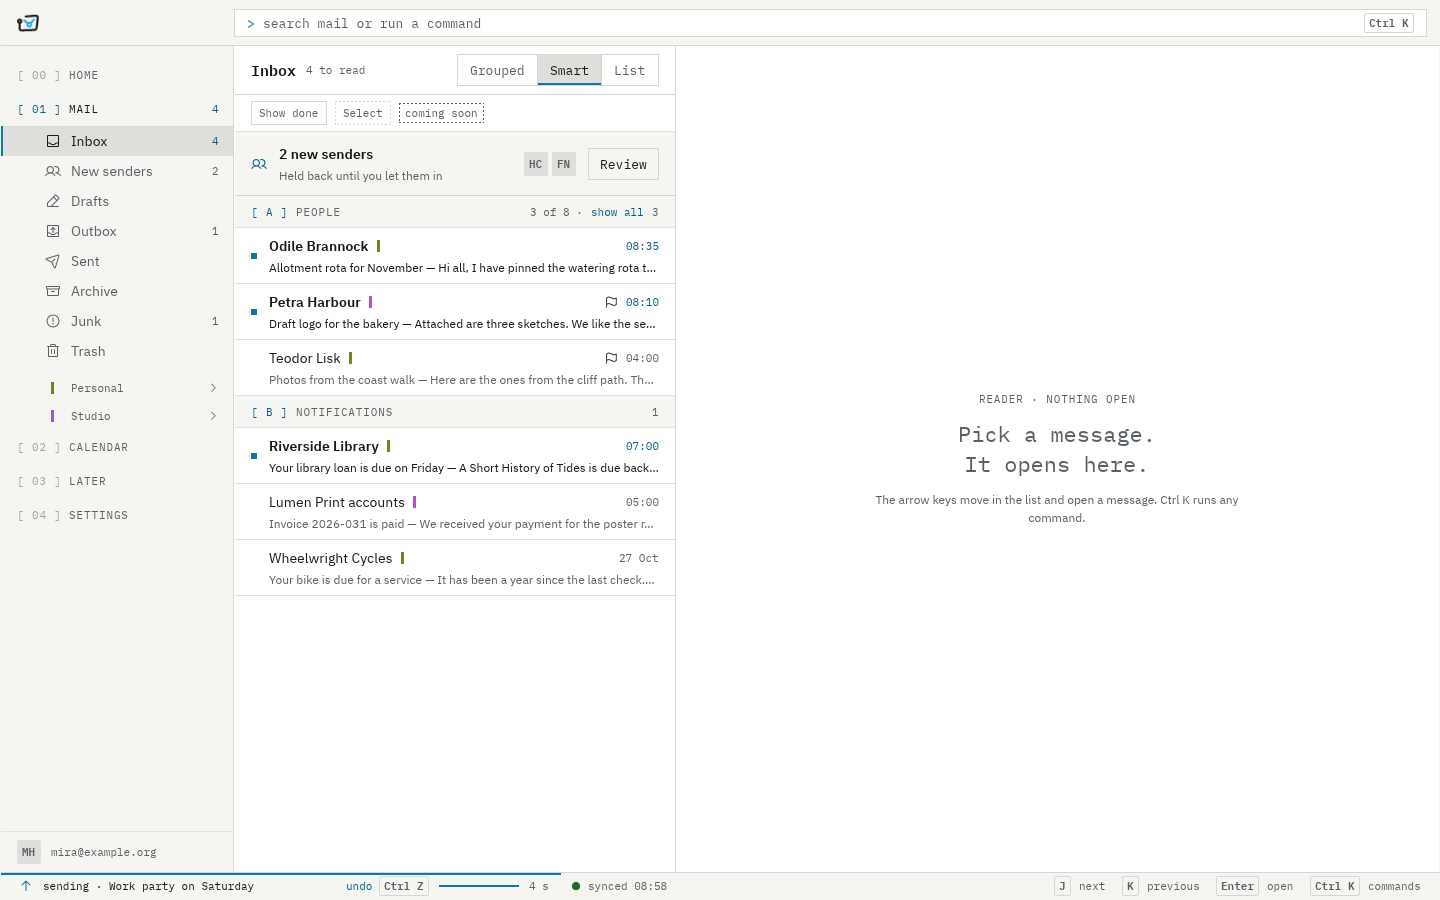 > search mail or run a command Ctrl K
[ 00 ] HOME
[ 01 ] MAIL 4
Inbox 4
New senders 2
Drafts
Outbox 1
Sent
Archive
Junk 1
Trash
Personal
Studio
[ 02 ] CALENDAR
[ 03 ] LATER
[ 04 ] SETTINGS
MH mira@example.org
Inbox 4 to read Grouped Smart List
Show done Select coming soon
2 new senders
Held back until you let them in
HC FN Review
[ A ] PEOPLE 3 of 8 · show all 3
Odile Brannock 08:35
Allotment rota for November — Hi all, I have pinned the watering rota t…
Petra Harbour 08:10
Draft logo for the bakery — Attached are three sketches. We like the se…
Teodor Lisk 04:00
Photos from the coast walk — Here are the ones from the cliff path. Th…
[ B ] NOTIFICATIONS 1
Riverside Library 07:00
Your library loan is due on Friday — A Short History of Tides is due back…
Lumen Print accounts 05:00
Invoice 2026-031 is paid — We received your payment for the poster r…
Wheelwright Cycles 27 Oct
Your bike is due for a service — It has been a year since the last check.…
READER · NOTHING OPEN
Pick a message.
It opens here.
The arrow keys move in the list and open a message. Ctrl K runs any
command.
sending · Work party on Saturday undo Ctrl Z 4 s synced 08:58 J next K previous Enter open Ctrl K commands